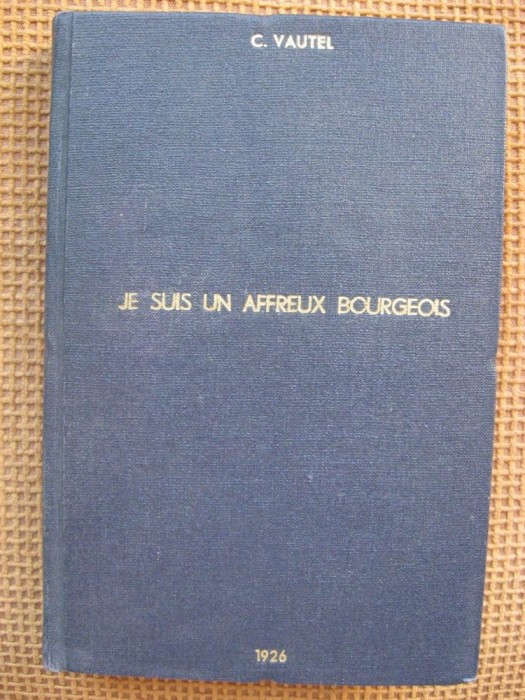 C. VAUTEL
JE SUIS UN AFFREUX BOURGEOIS
1926